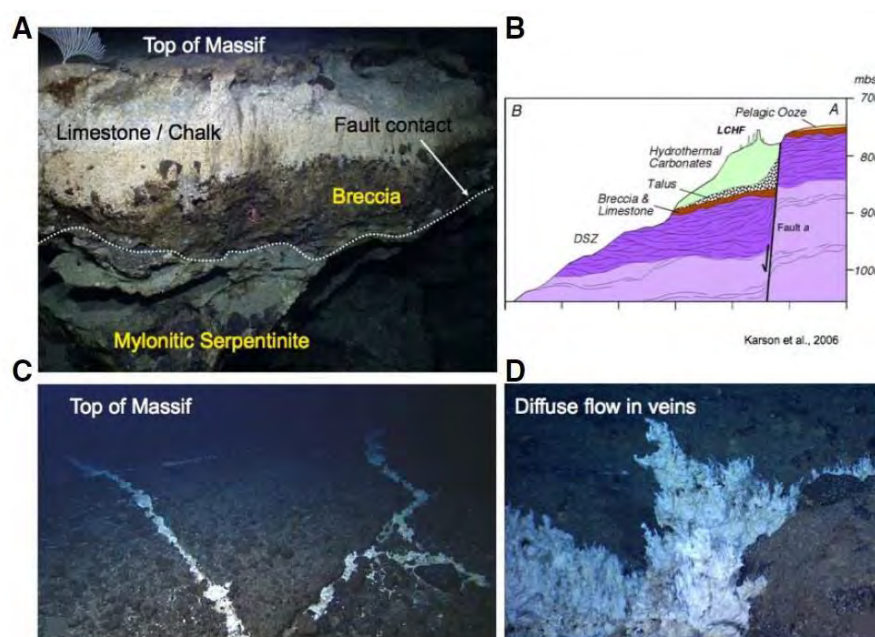 A
Top of Massif
Limestone / Chalk
Fault contact
Breccia
Mylonitic Serpentinite
B
mbs
B
A
700
Pelagic Ooze
LCHF
Hydrothermal
Carbonates
800
Talus
Breccia &
Limestone
900
DSZ
Fault a
Karson et al., 2006
C
Top of Massif
D
Diffuse flow in veins